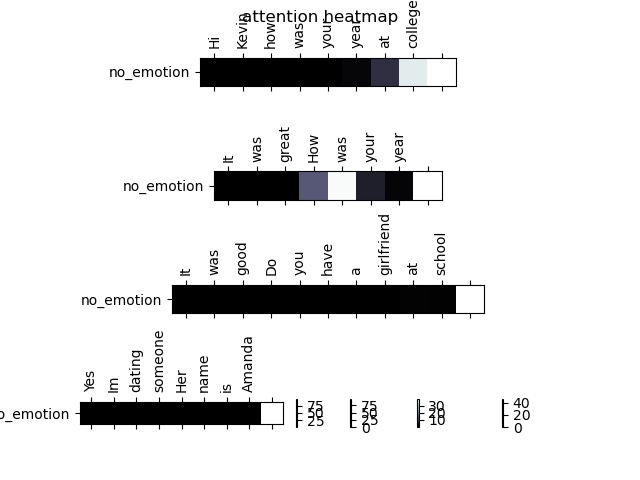 attention heatmap
Hi Kevin how was your year at college
no_emotion
It was great How was your year
no_emotion
It was good Do you have a girlfriend at school
no_emotion
Yes Im dating someone Her name is Amanda
o_emotion
75 50 25
75 50 25 0
30 20 10
40 20 0